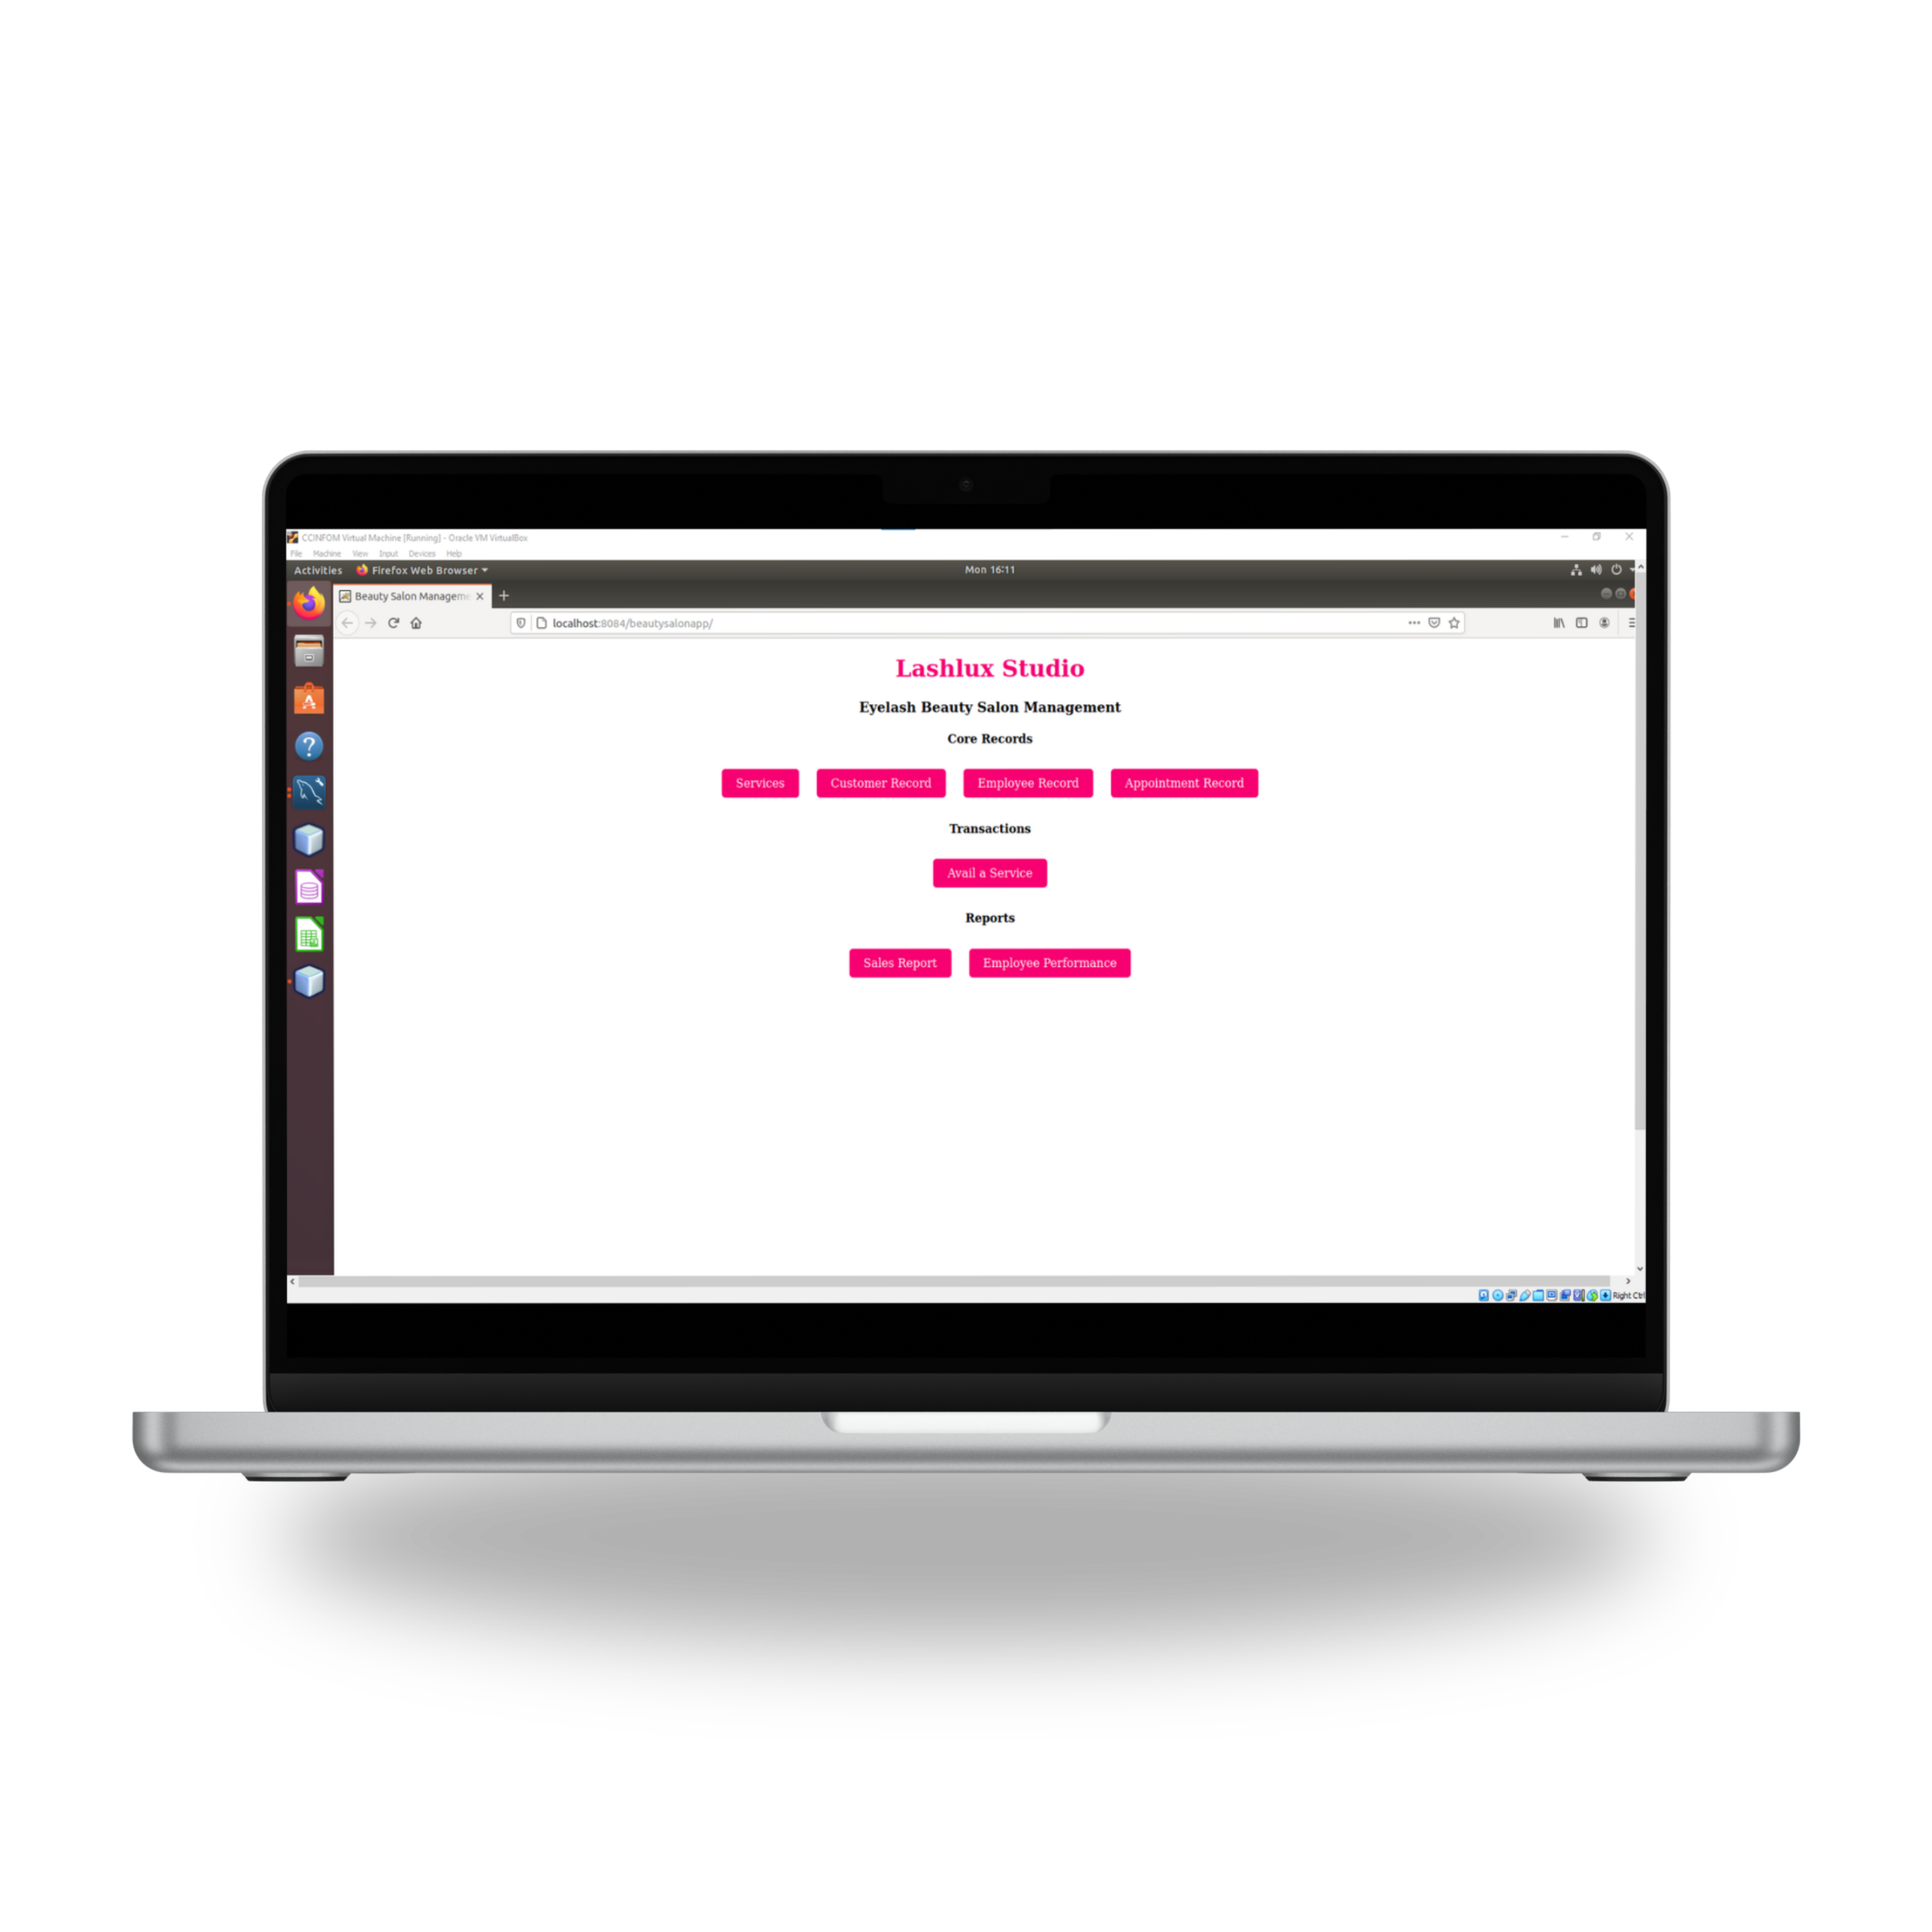 CCINFOM Virtual Machine [Running] - Oracle VM VirtualBox
File Machine View Input Devices Help
Activities Firefox Web Browser Mon 16:11
Beauty Salon Manageme
localhost:8084/beautysalonapp/
Lashlux Studio
Eyelash Beauty Salon Management
Core Records
Services Customer Record Employee Record Appointment Record
Transactions
Avail a Service
Reports
Sales Report Employee Performance
Right Ctrl